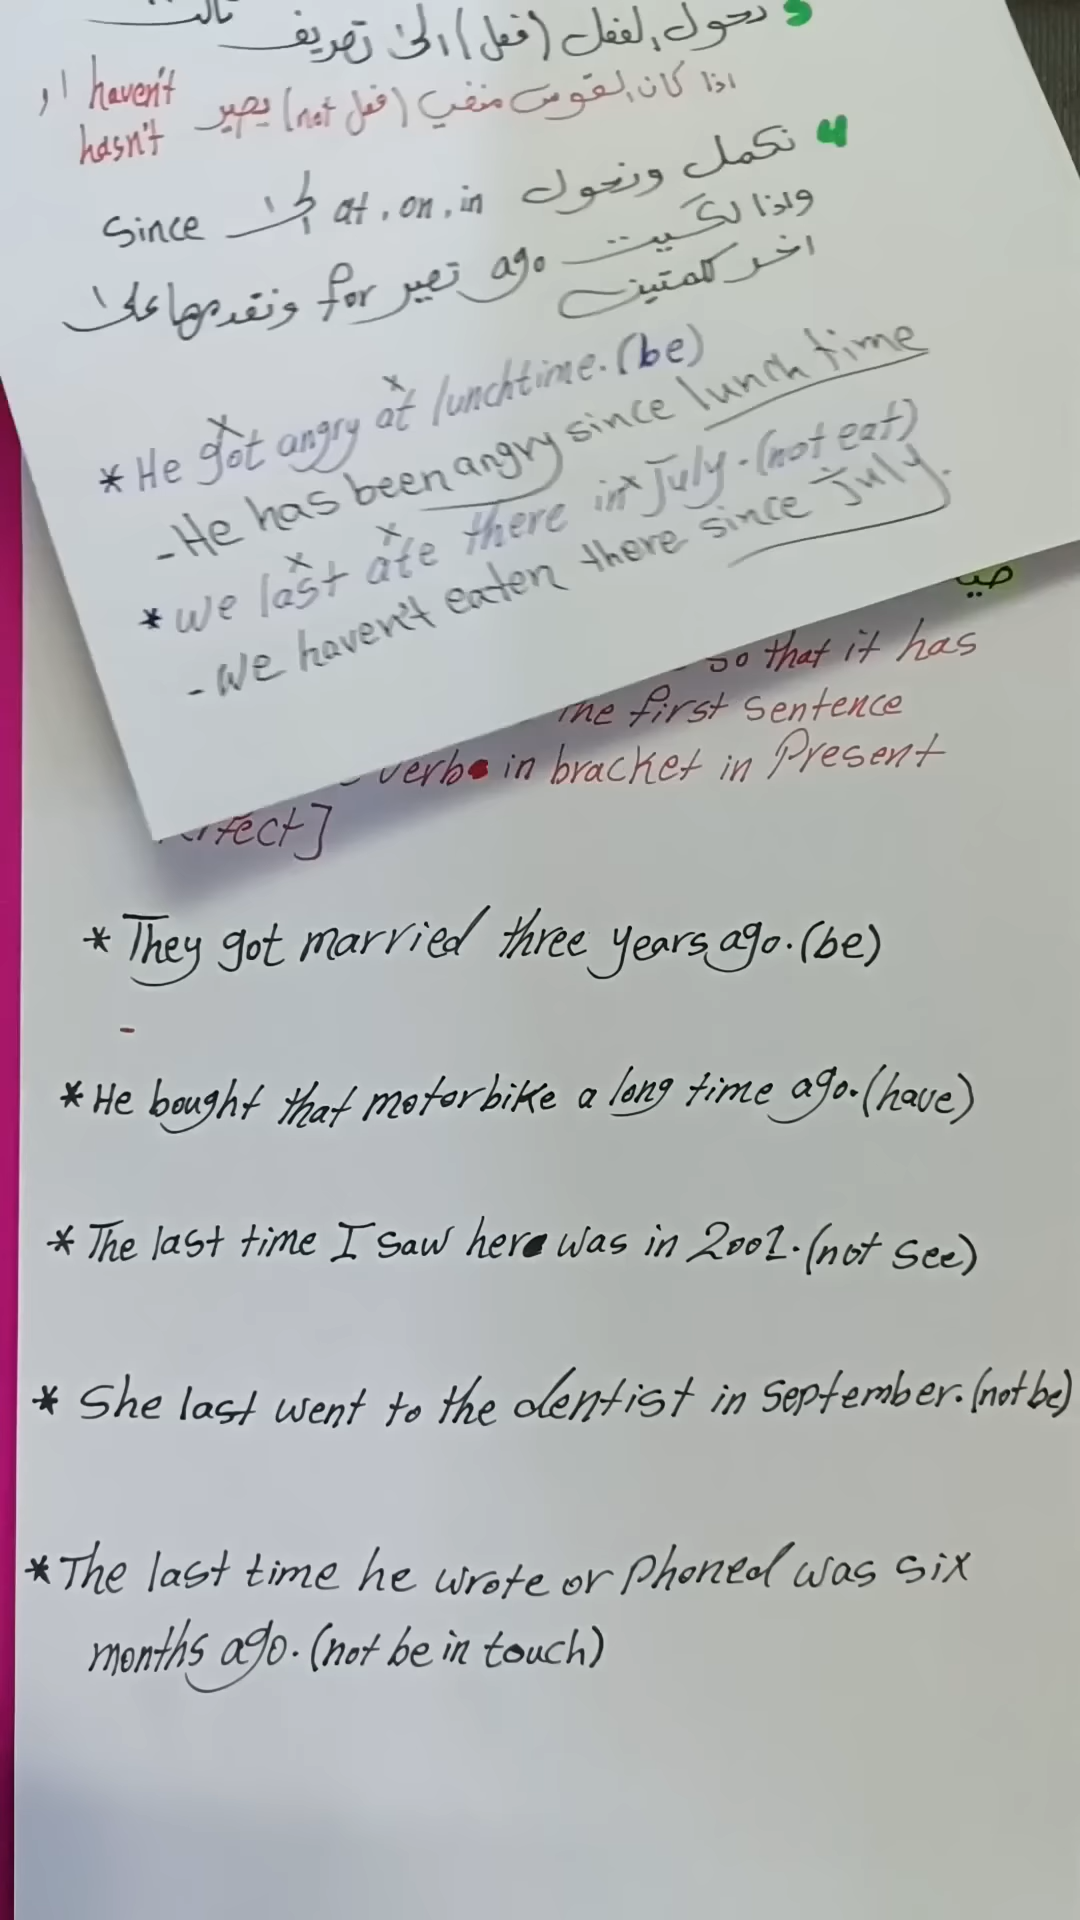 3 نحول الفعل (فعل) الى تصريف ثالث
اذا كان القوس منفي (فعل not) يصير haven't او
hasn't
4 نكمل ونحول at, on, in الى Since
واذا لكيت ago تصير for ونقدمها على
اخر كلمتين
* He got angry at lunchtime. (be)
- He has been angry since lunch time
* we last ate there in July. (not eat)
- we haven't eaten there since July.
so that it has
first sentence
in bracket in Present
* They got married three years ago. (be)
-
* He bought that motorbike a long time ago. (have)
* The last time I saw her was in 2001. (not see)
* She last went to the dentist in September. (not be)
* The last time he wrote or phoned was six
months ago. (not be in touch)